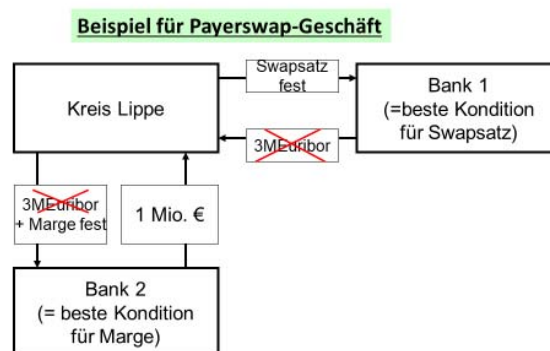 Beispiel für Payerswap-Geschäft
Kreis Lippe
Swapsatz
fest
Bank 1
(=beste Kondition
für Swapsatz)
3MEuribor
3MEuribor
+ Marge fest
1 Mio. €
Bank 2
(= beste Kondition
für Marge)